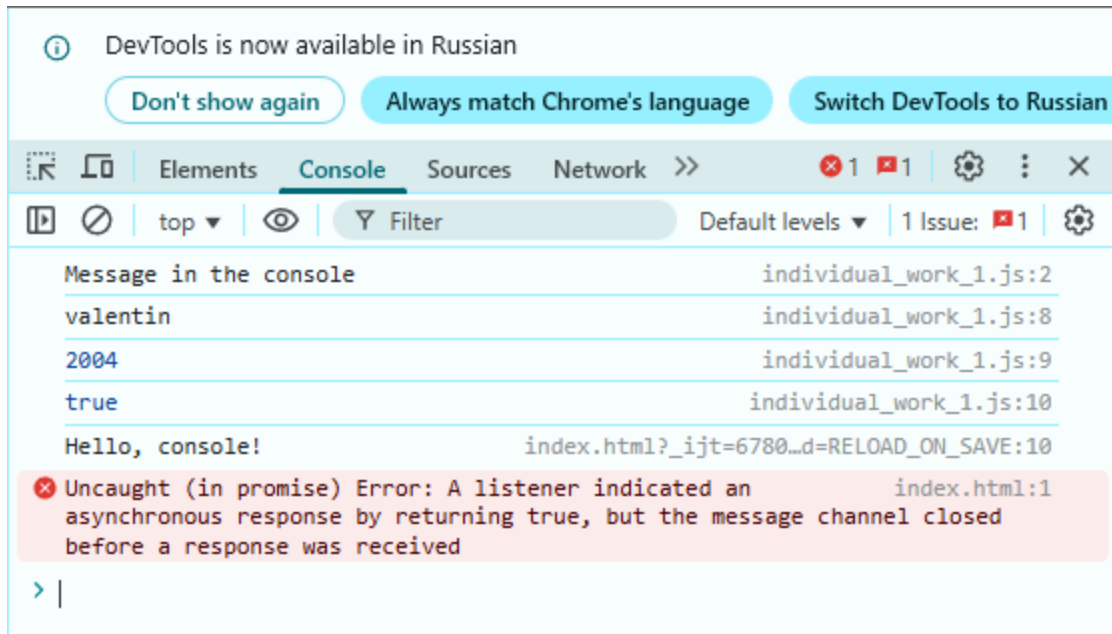 DevTools is now available in Russian
Don't show again Always match Chrome's language Switch DevTools to Russian
Elements Console Sources Network 1 1
top Filter Default levels 1 Issue: 1
Message in the console individual_work_1.js:2
valentin individual_work_1.js:8
2004 individual_work_1.js:9
true individual_work_1.js:10
Hello, console! index.html?_ijt=6780…d=RELOAD_ON_SAVE:10
Uncaught (in promise) Error: A listener indicated an index.html:1
asynchronous response by returning true, but the message channel closed
before a response was received